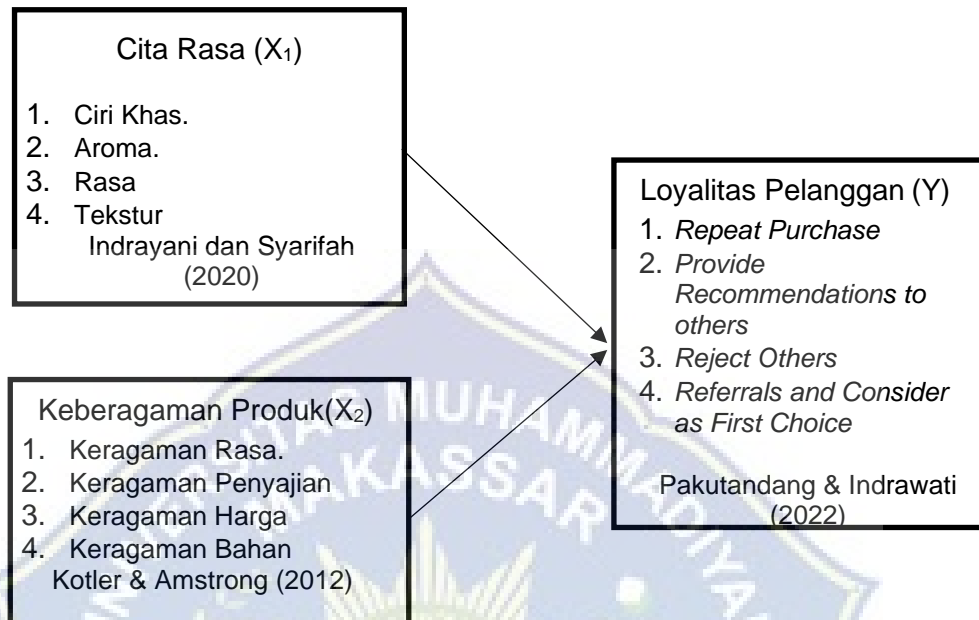 Cita Rasa (X₁)
1. Ciri Khas.
2. Aroma.
3. Rasa
4. Tekstur
Indrayani dan Syarifah
(2020)
Keberagaman Produk(X₂)
1. Keragaman Rasa.
2. Keragaman Penyajian
3. Keragaman Harga
4. Keragaman Bahan
Kotler & Amstrong (2012)
Loyalitas Pelanggan (Y)
1. Repeat Purchase
2. Provide
Recommendations to
others
3. Reject Others
4. Referrals and Consider
as First Choice
Pakutandang & Indrawati
(2022)